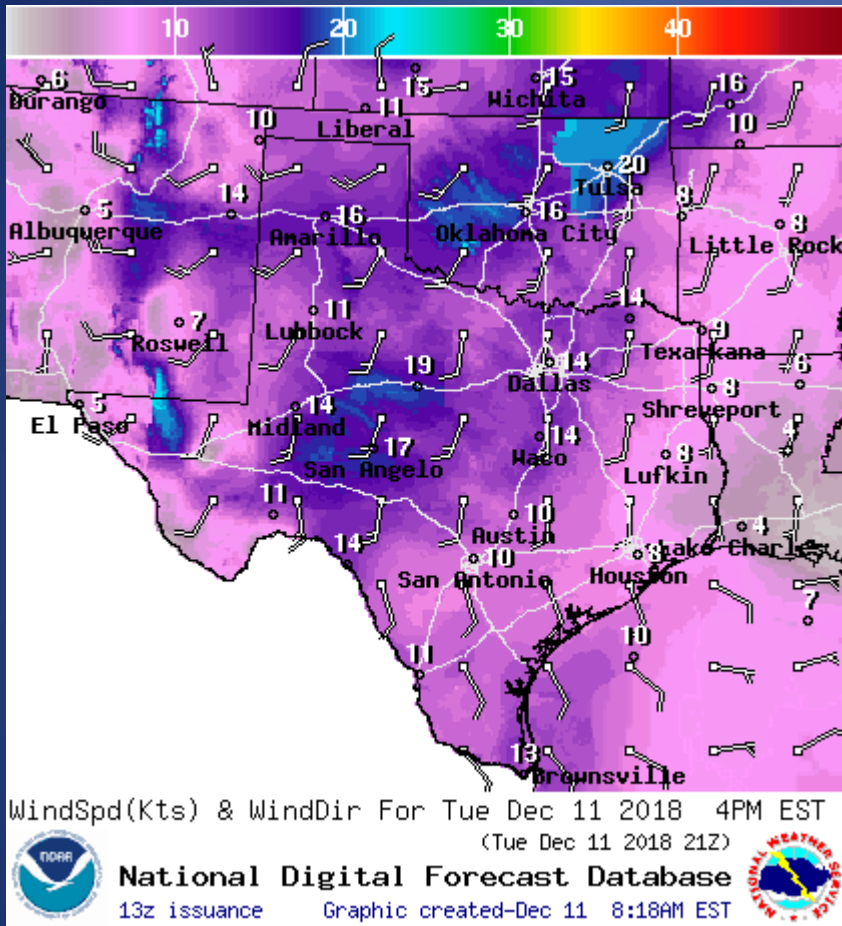 10 20 30 40
6 15 15 16
Durango Wichita
11
Liberal
10 10
20
Tulsa
5 14 16 16 8 8
Albuquerque Amarillo Oklahoma City Little Rock
7 11 14
Roswell Lubbock
14 9
19 Dallas Texarkana 6
5 14 8
El Paso Midland Shreveport
17 14 8 4
San Angelo Waco Lufkin
11 10 4
Austin Lake Charles
14 10 8
San Antonio Houston
7
11 10
13
Brownsville
WindSpd(Kts) & WindDir For Tue Dec 11 2018 4PM EST
(Tue Dec 11 2018 21Z)
NOAA
National Digital Forecast Database
13z issuance Graphic created-Dec 11 8:18AM EST
NATIONAL WEATHER SERVICE